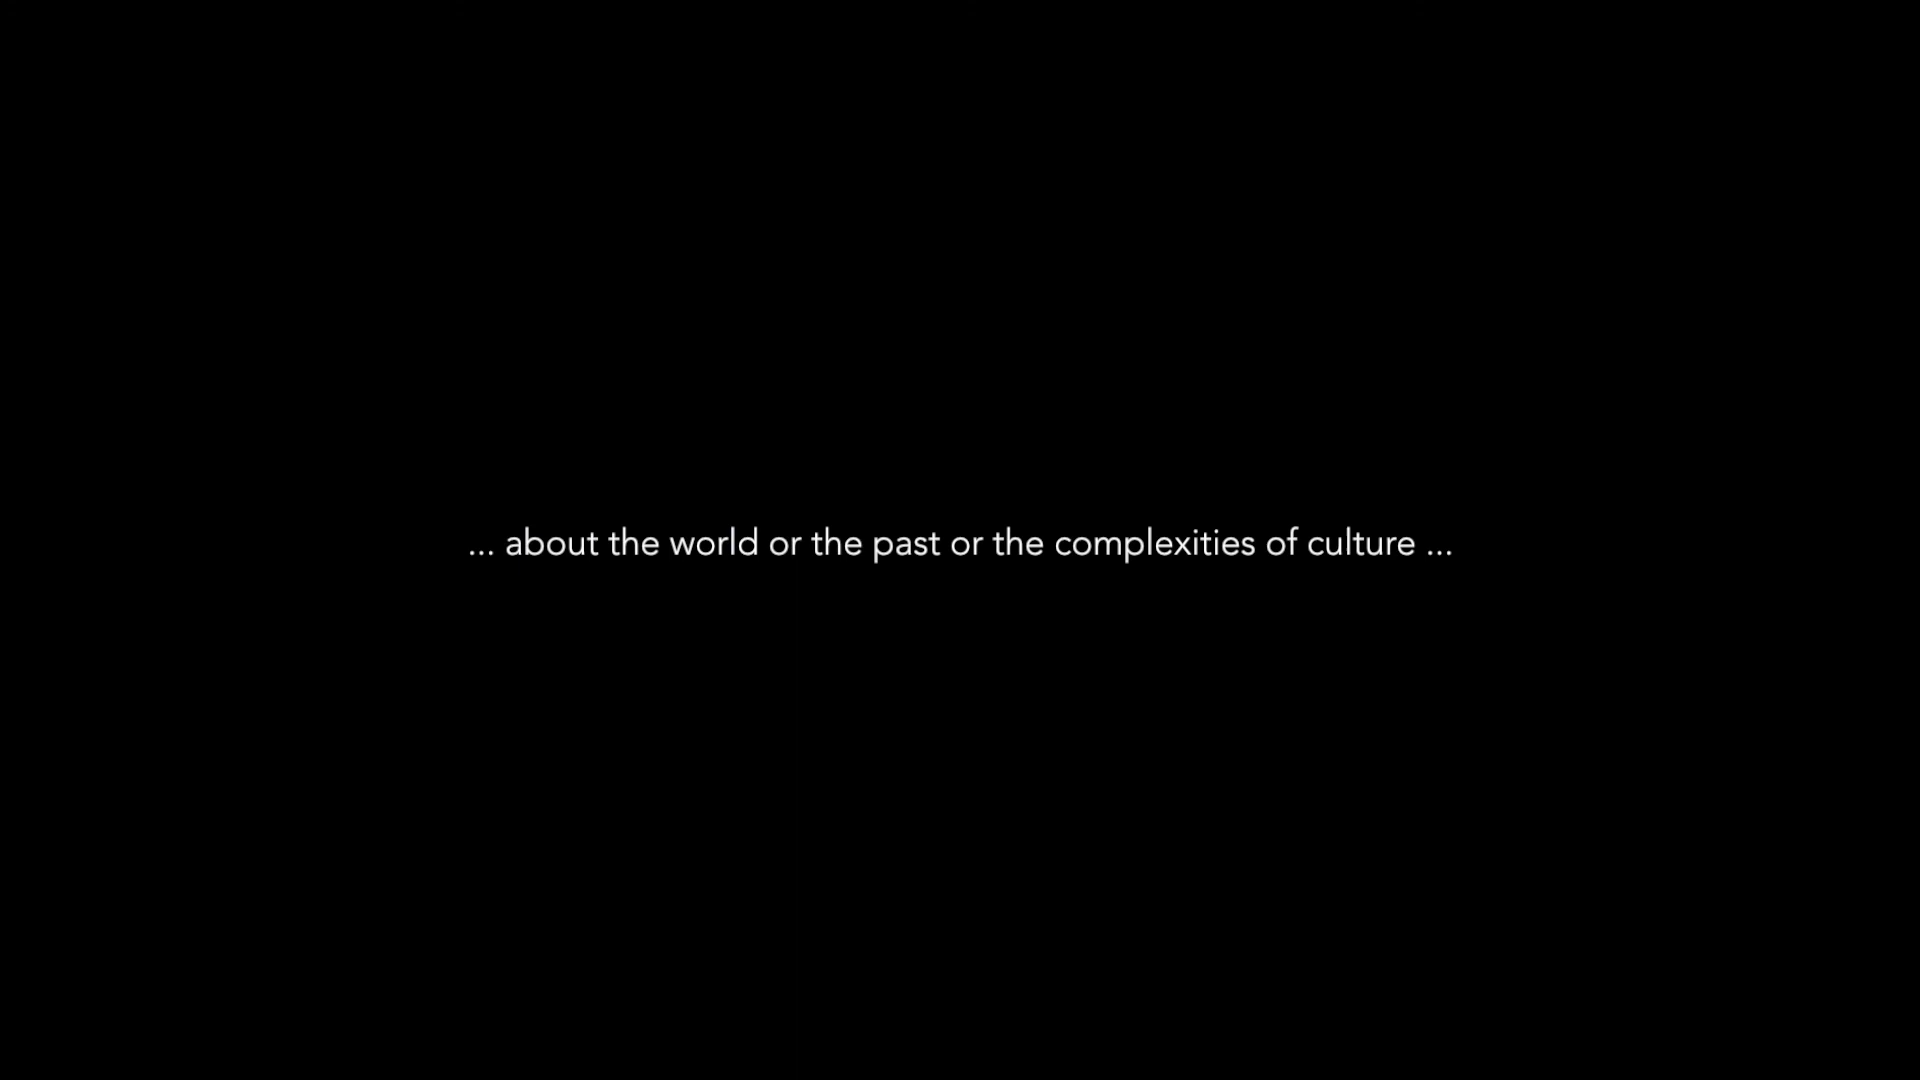 ... about the world or the past or the complexities of culture ...